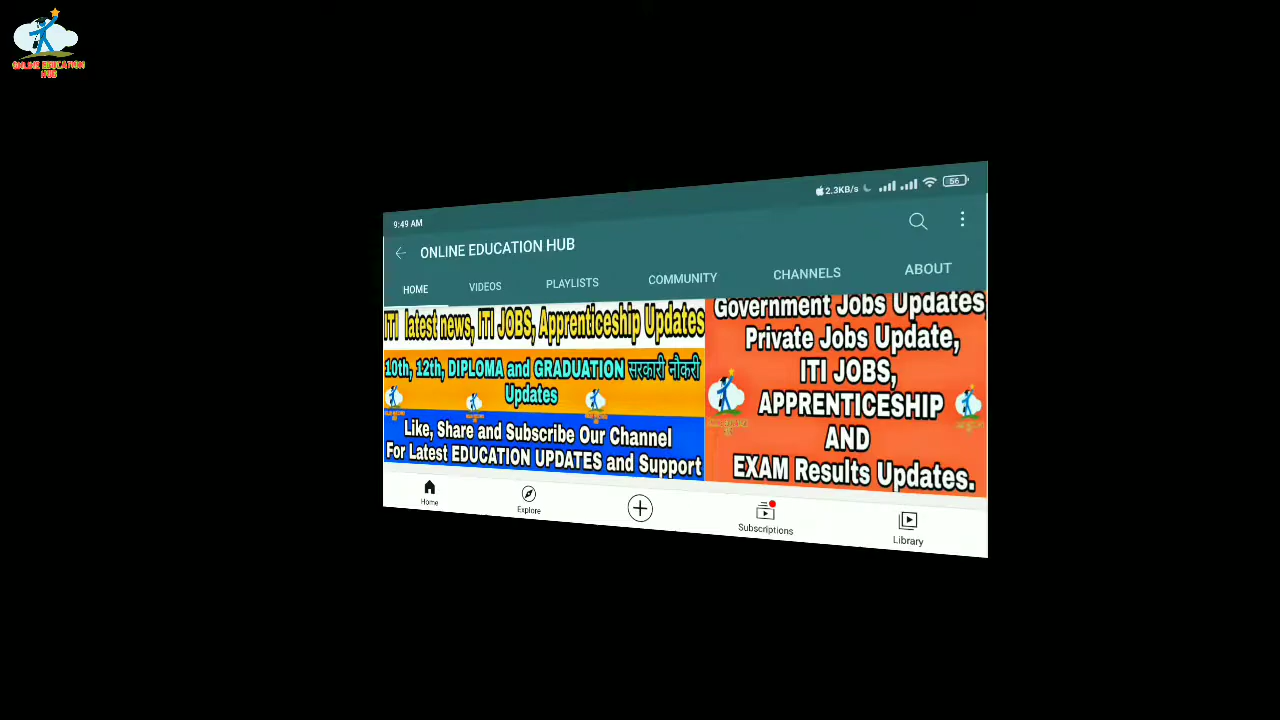 ONLINE EDUCATION
HUB
2.3KB/s
56
9:49 AM
ONLINE EDUCATION HUB
HOME VIDEOS PLAYLISTS COMMUNITY CHANNELS ABOUT
ITI latest news, ITI JOBS, Apprenticeship Updates
10th, 12th, DIPLOMA and GRADUATION सरकारी नौकरी
Updates
Like, Share and Subscribe Our Channel
For Latest EDUCATION UPDATES and Support
Government Jobs Updates,
Private Jobs Update,
ITI JOBS,
APPRENTICESHIP
AND
EXAM Results Updates.
Home Explore Subscriptions Library